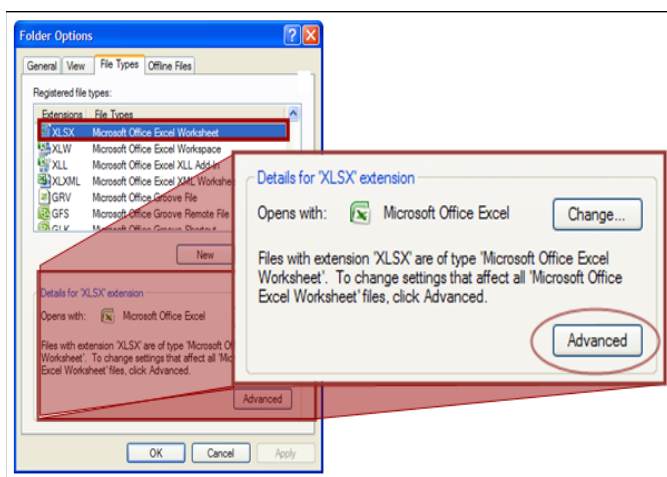 Folder Options
General View File Types Offline Files
Registered file types:
Extensions File Types
XLSX Microsoft Office Excel Worksheet
XLW Microsoft Office Excel Workspace
XLL Microsoft Office Excel XLL Add-In
XLXML Microsoft Office Excel XML Workshe
GRV Microsoft Office Groove File
GFS Microsoft Office Groove Remote File
GLK Microsoft Office Groove Shortcut
New
Details for 'XLSX' extension
Opens with: Microsoft Office Excel
Files with extension 'XLSX' are of type 'Microsoft O
Worksheet'. To change settings that affect all 'Mic
Excel Worksheet' files, click Advanced.
Advanced
OK Cancel Apply
Details for 'XLSX' extension
Opens with: Microsoft Office Excel Change...
Files with extension 'XLSX' are of type 'Microsoft Office Excel
Worksheet'. To change settings that affect all 'Microsoft Office
Excel Worksheet' files, click Advanced.
Advanced